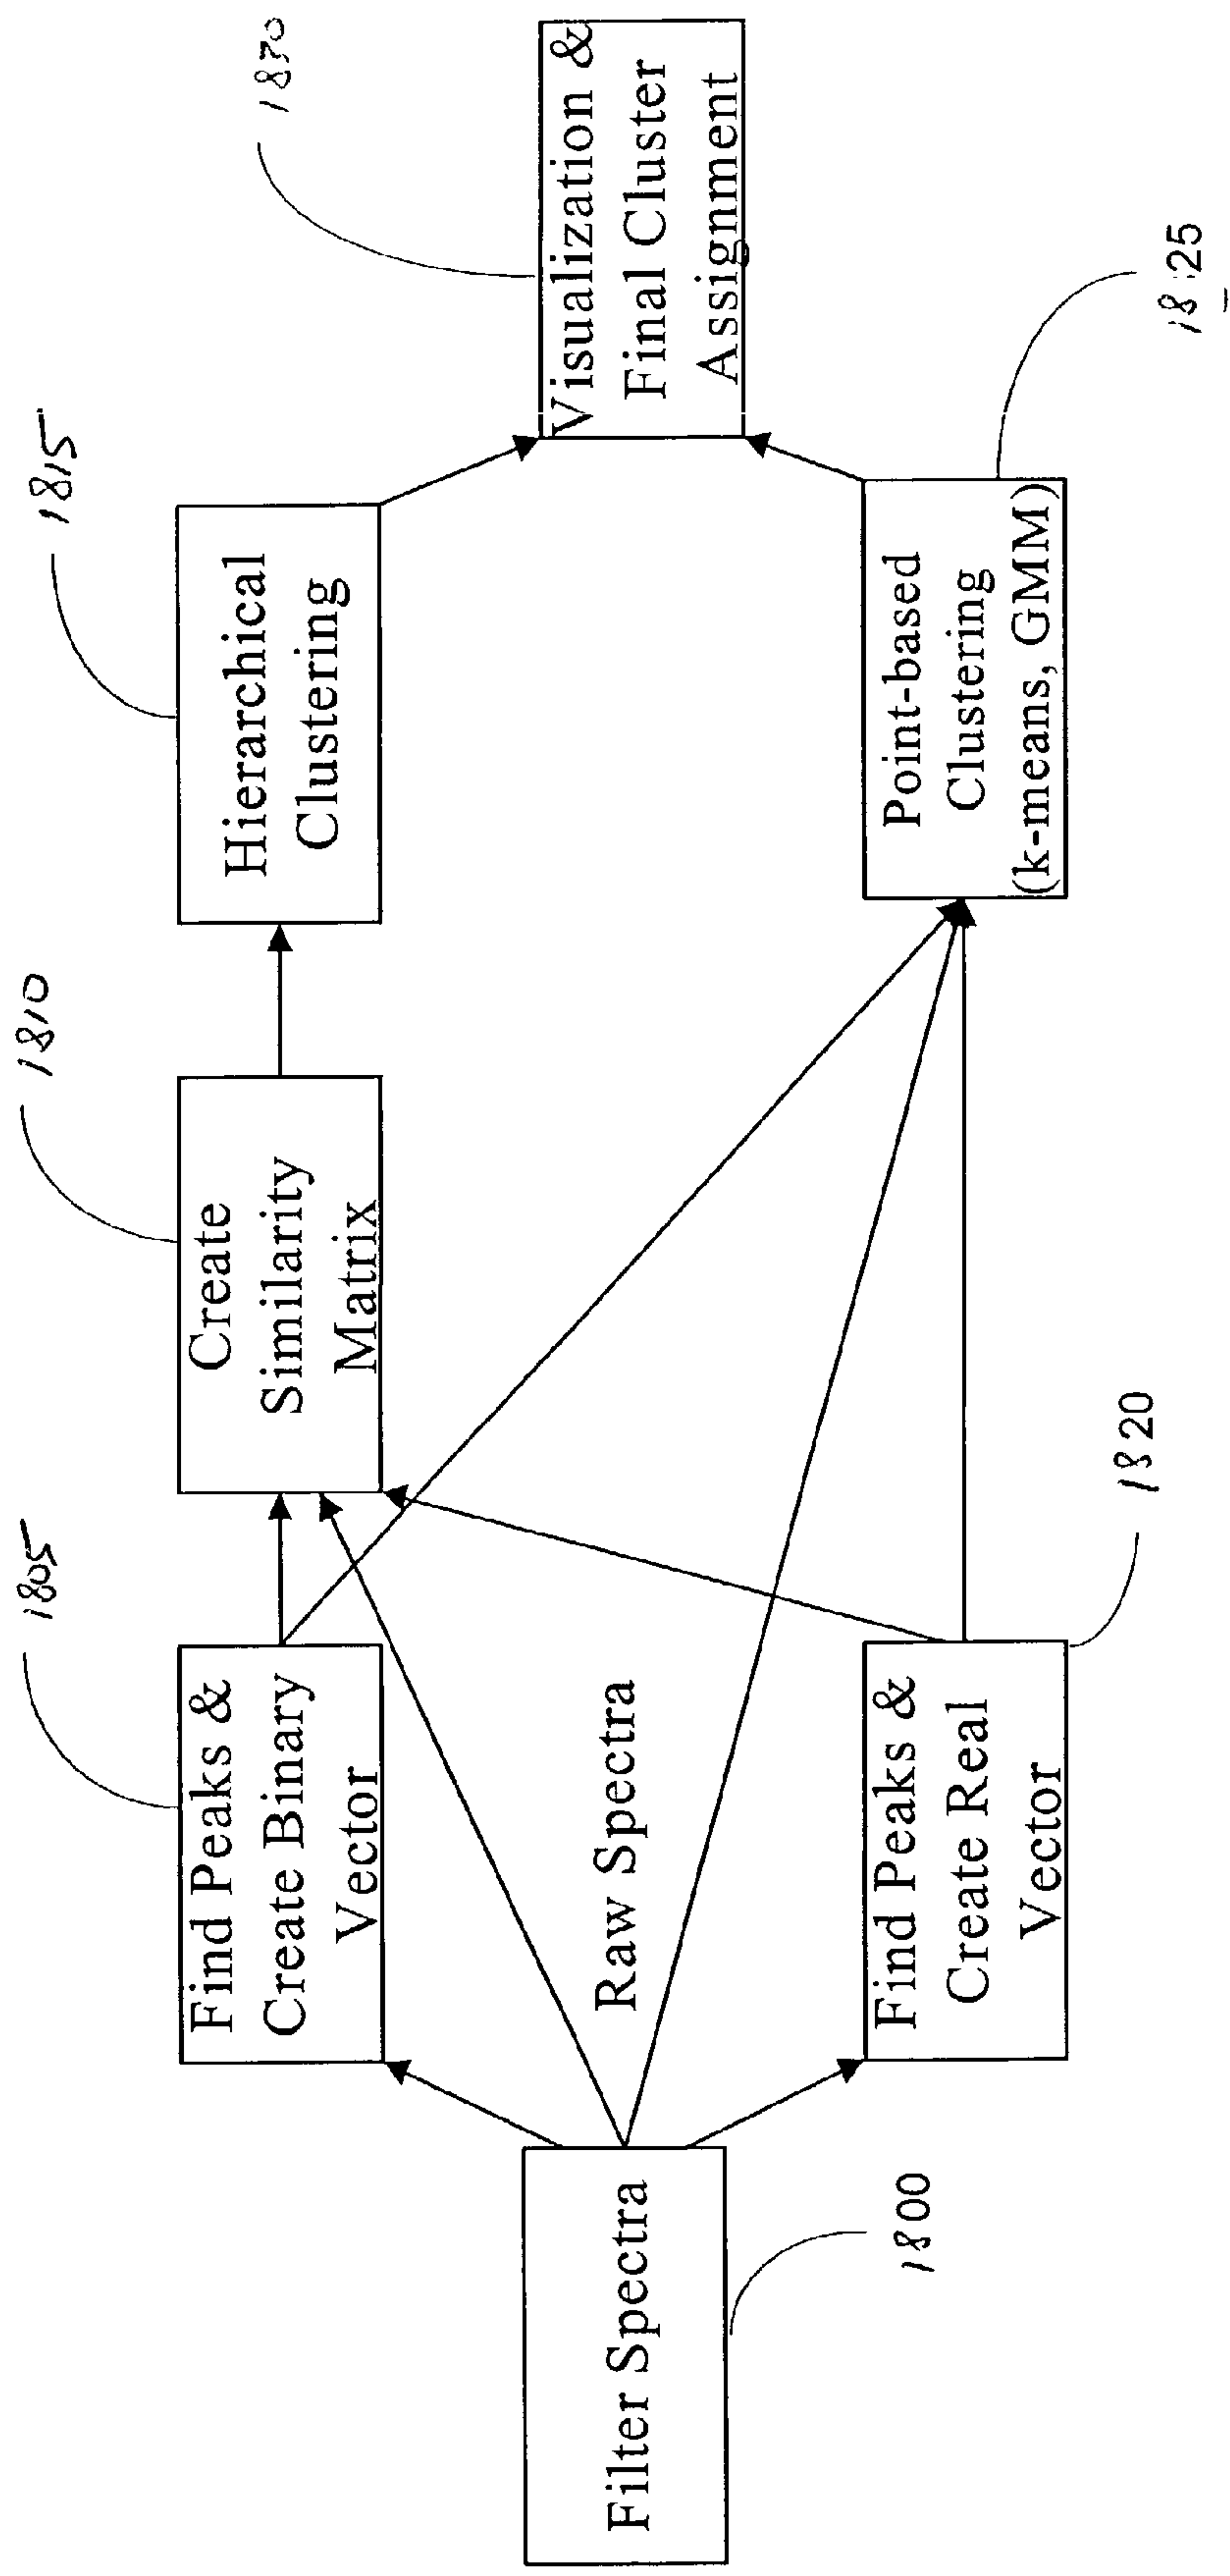 1805
1810
1815
1830
Find Peaks &
Create Binary
Vector
Create
Similarity
Matrix
Hierarchical
Clustering
Visualization &
Final Cluster
Assignment
Filter Spectra
Raw Spectra
Find Peaks &
Create Real
Vector
Point-based
Clustering
(k-means, GMM)
1800
1820
1825